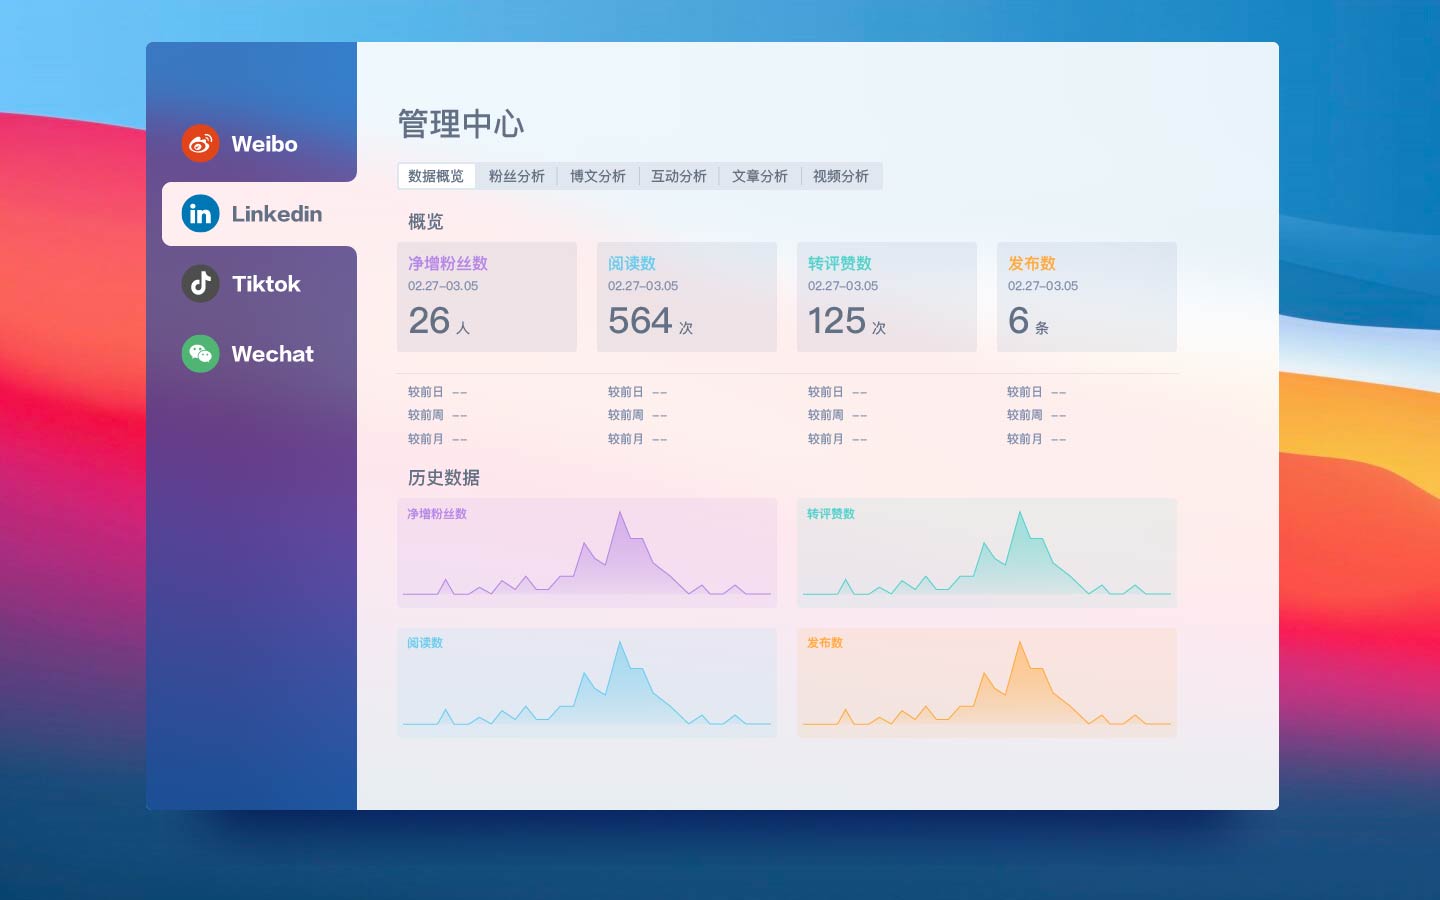 Weibo
Linkedin
Tiktok
Wechat
管理中心
数据概览 粉丝分析 博文分析 互动分析 文章分析 视频分析
概览
净增粉丝数 阅读数 转评赞数 发布数
02.27–03.05 02.27–03.05 02.27–03.05 02.27–03.05
26 人 564 次 125 次 6 条
较前日 –– 较前日 –– 较前日 –– 较前日 ––
较前周 –– 较前周 –– 较前周 –– 较前周 ––
较前月 –– 较前月 –– 较前月 –– 较前月 ––
历史数据
净增粉丝数 转评赞数
阅读数 发布数